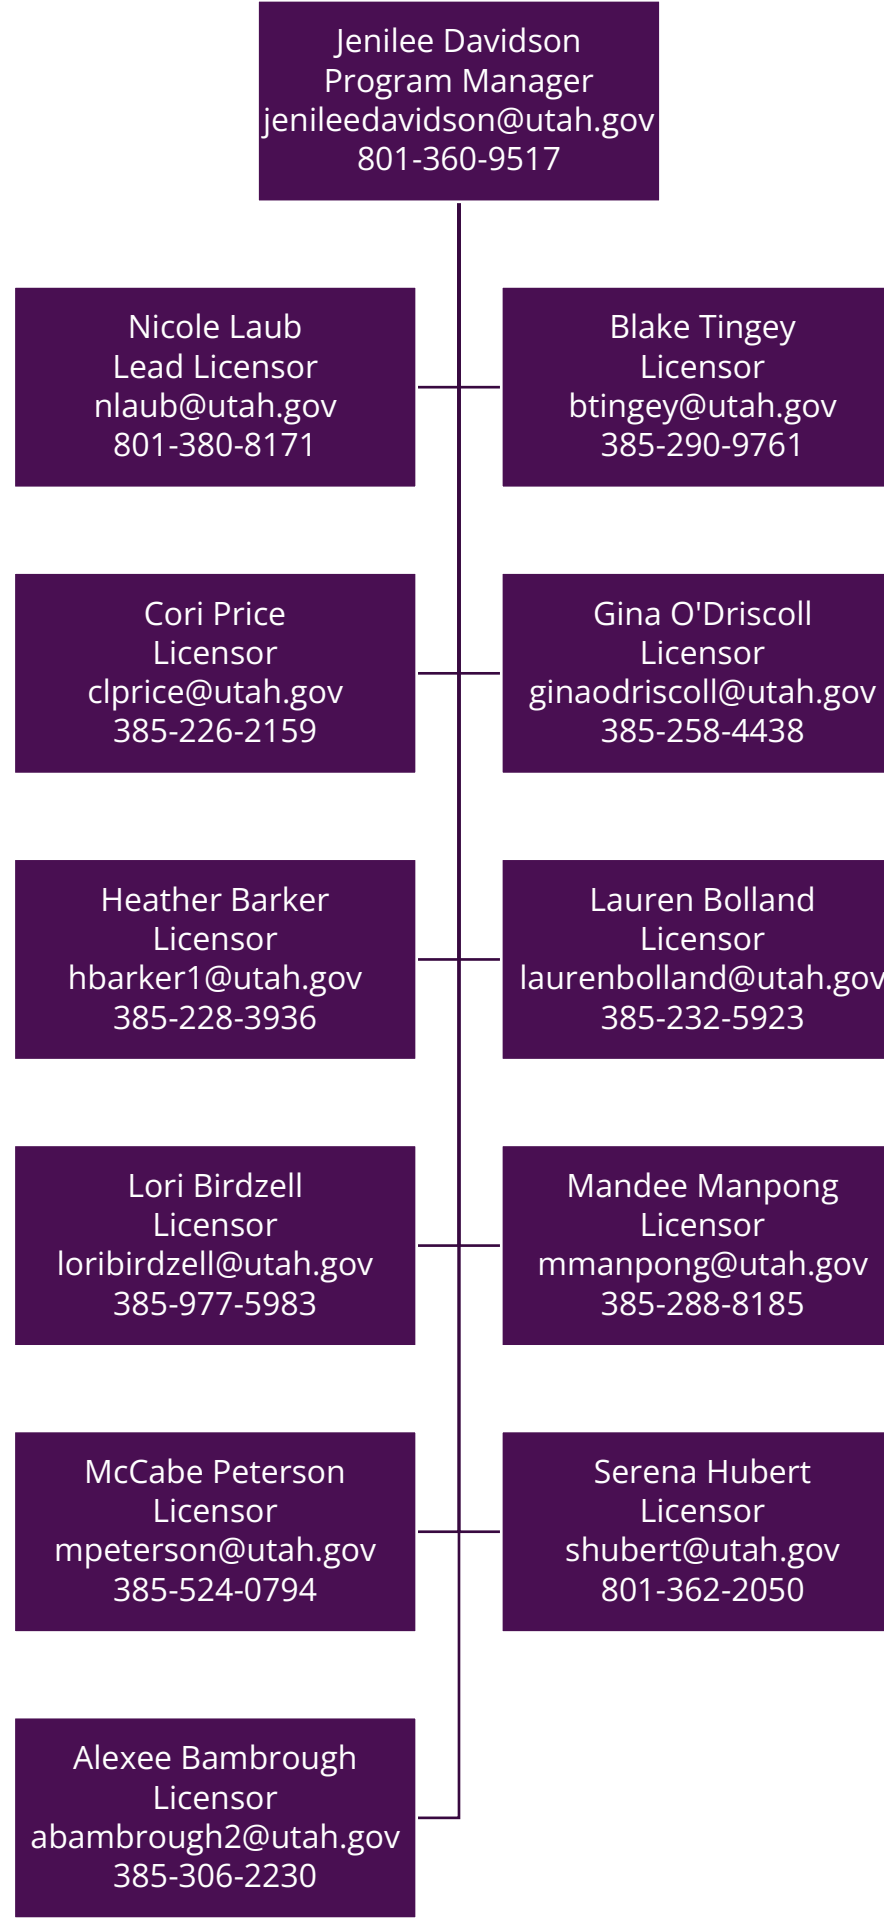 Jenilee Davidson
Program Manager
jenileedavidson@utah.gov
801-360-9517
Nicole Laub
Lead Licensor
nlaub@utah.gov
801-380-8171
Blake Tingey
Licensor
btingey@utah.gov
385-290-9761
Cori Price
Licensor
clprice@utah.gov
385-226-2159
Gina O'Driscoll
Licensor
ginaodriscoll@utah.gov
385-258-4438
Heather Barker
Licensor
hbarker1@utah.gov
385-228-3936
Lauren Bolland
Licensor
laurenbolland@utah.gov
385-232-5923
Lori Birdzell
Licensor
loribirdzell@utah.gov
385-977-5983
Mandee Manpong
Licensor
mmanpong@utah.gov
385-288-8185
McCabe Peterson
Licensor
mpeterson@utah.gov
385-524-0794
Serena Hubert
Licensor
shubert@utah.gov
801-362-2050
Alexee Bambrough
Licensor
abambrough2@utah.gov
385-306-2230